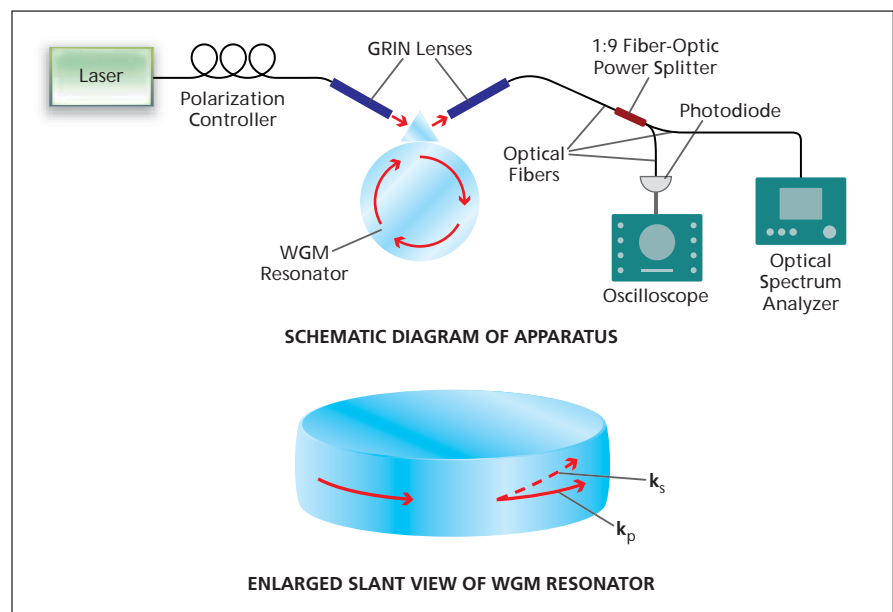 Laser
Polarization
Controller
GRIN Lenses
1:9 Fiber-Optic
Power Splitter
Photodiode
Optical
Fibers
WGM
Resonator
Oscilloscope
Optical
Spectrum
Analyzer
SCHEMATIC DIAGRAM OF APPARATUS
ks
kp
ENLARGED SLANT VIEW OF WGM RESONATOR